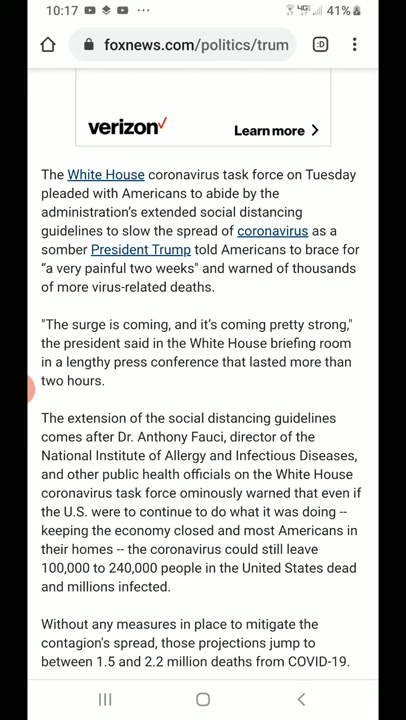 10:17 ... 4G 41%
foxnews.com/politics/trum :D
verizon✓
Learn more >
The White House coronavirus task force on Tuesday
pleaded with Americans to abide by the
administration's extended social distancing
guidelines to slow the spread of coronavirus as a
somber President Trump told Americans to brace for
“a very painful two weeks" and warned of thousands
of more virus-related deaths.
"The surge is coming, and it’s coming pretty strong,"
the president said in the White House briefing room
in a lengthy press conference that lasted more than
two hours.
The extension of the social distancing guidelines
comes after Dr. Anthony Fauci, director of the
National Institute of Allergy and Infectious Diseases,
and other public health officials on the White House
coronavirus task force ominously warned that even if
the U.S. were to continue to do what it was doing --
keeping the economy closed and most Americans in
their homes -- the coronavirus could still leave
100,000 to 240,000 people in the United States dead
and millions infected.
Without any measures in place to mitigate the
contagion's spread, those projections jump to
between 1.5 and 2.2 million deaths from COVID-19.